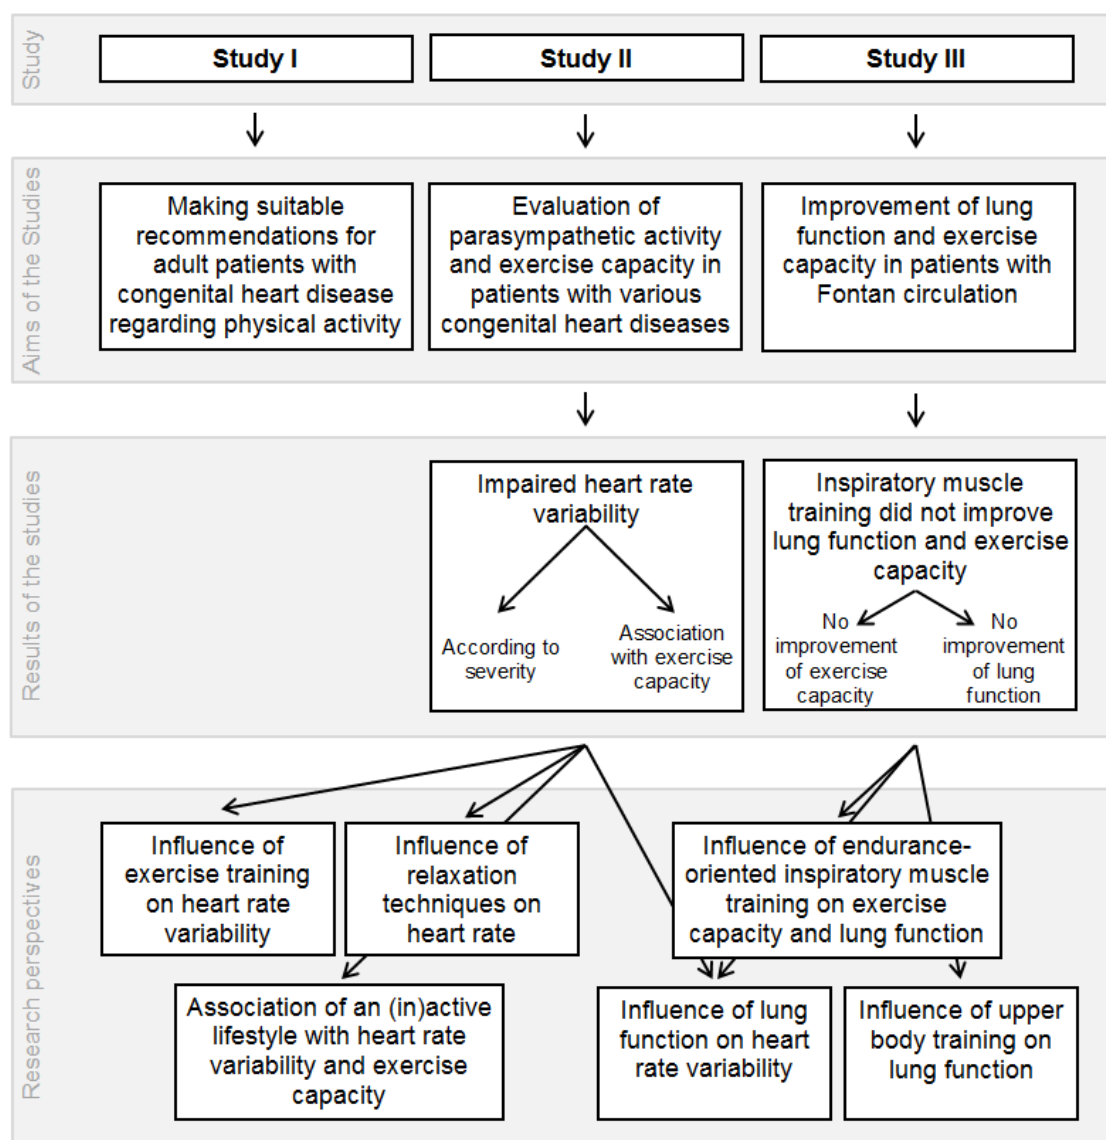 Study
Study I
Study II
Study III
Aims of the Studies
Making suitable
recommendations for
adult patients with
congenital heart disease
regarding physical activity
Evaluation of
parasympathetic activity
and exercise capacity in
patients with various
congenital heart diseases
Improvement of lung
function and exercise
capacity in patients with
Fontan circulation
Results of the studies
Impaired heart rate
variability
According to
severity
Association
with exercise
capacity
Inspiratory muscle
training did not improve
lung function and exercise
capacity
No
improvement
of exercise
capacity
No
improvement
of lung
function
Research perspectives
Influence of
exercise training
on heart rate
variability
Influence of
relaxation
techniques on
heart rate
Influence of endurance-
oriented inspiratory muscle
training on exercise
capacity and lung function
Association of an (in)active
lifestyle with heart rate
variability and exercise
capacity
Influence of lung
function on heart
rate variability
Influence of upper
body training on
lung function